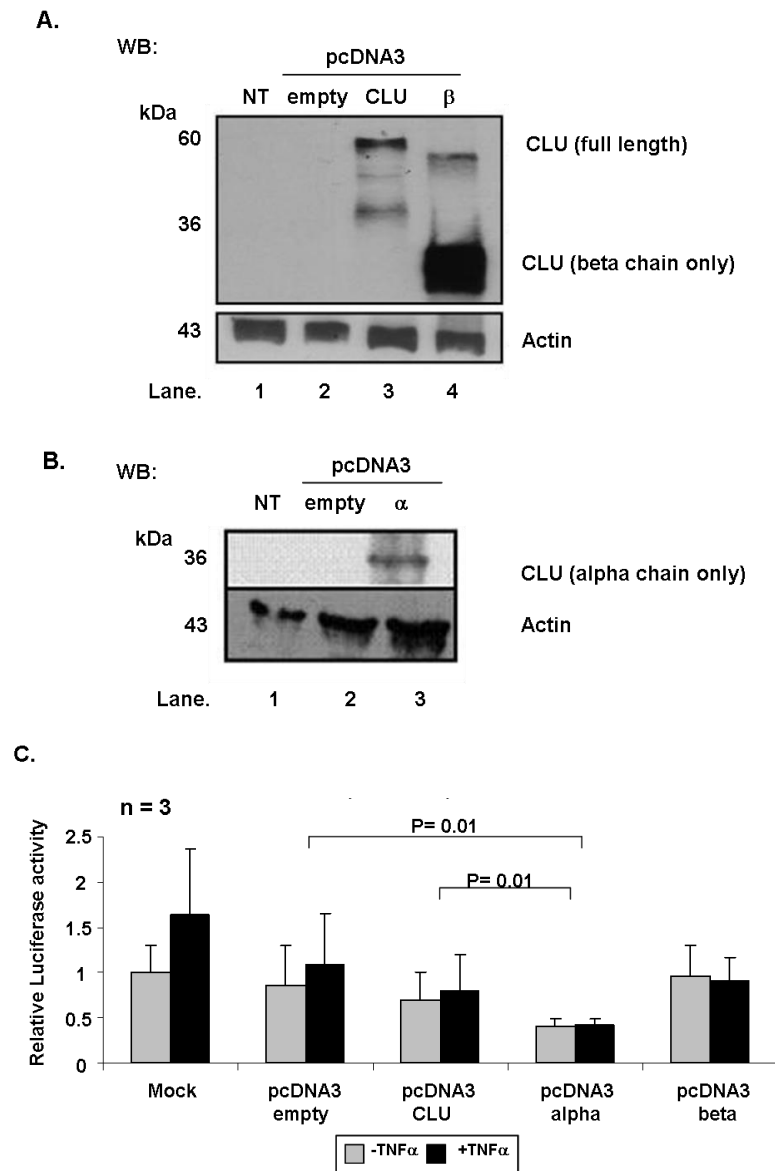 A.
WB:
pcDNA3
NT empty CLU β
kDa
60
CLU (full length)
36
CLU (beta chain only)
43
Actin
Lane. 1 2 3 4
B.
WB:
pcDNA3
NT empty α
kDa
36
CLU (alpha chain only)
43
Actin
Lane. 1 2 3
C.
n = 3
P= 0.01
P= 0.01
Relative Luciferase activity
2.5
2
1.5
1
0.5
0
Mock pcDNA3 pcDNA3 pcDNA3 pcDNA3
empty CLU alpha beta
-TNFα +TNFα